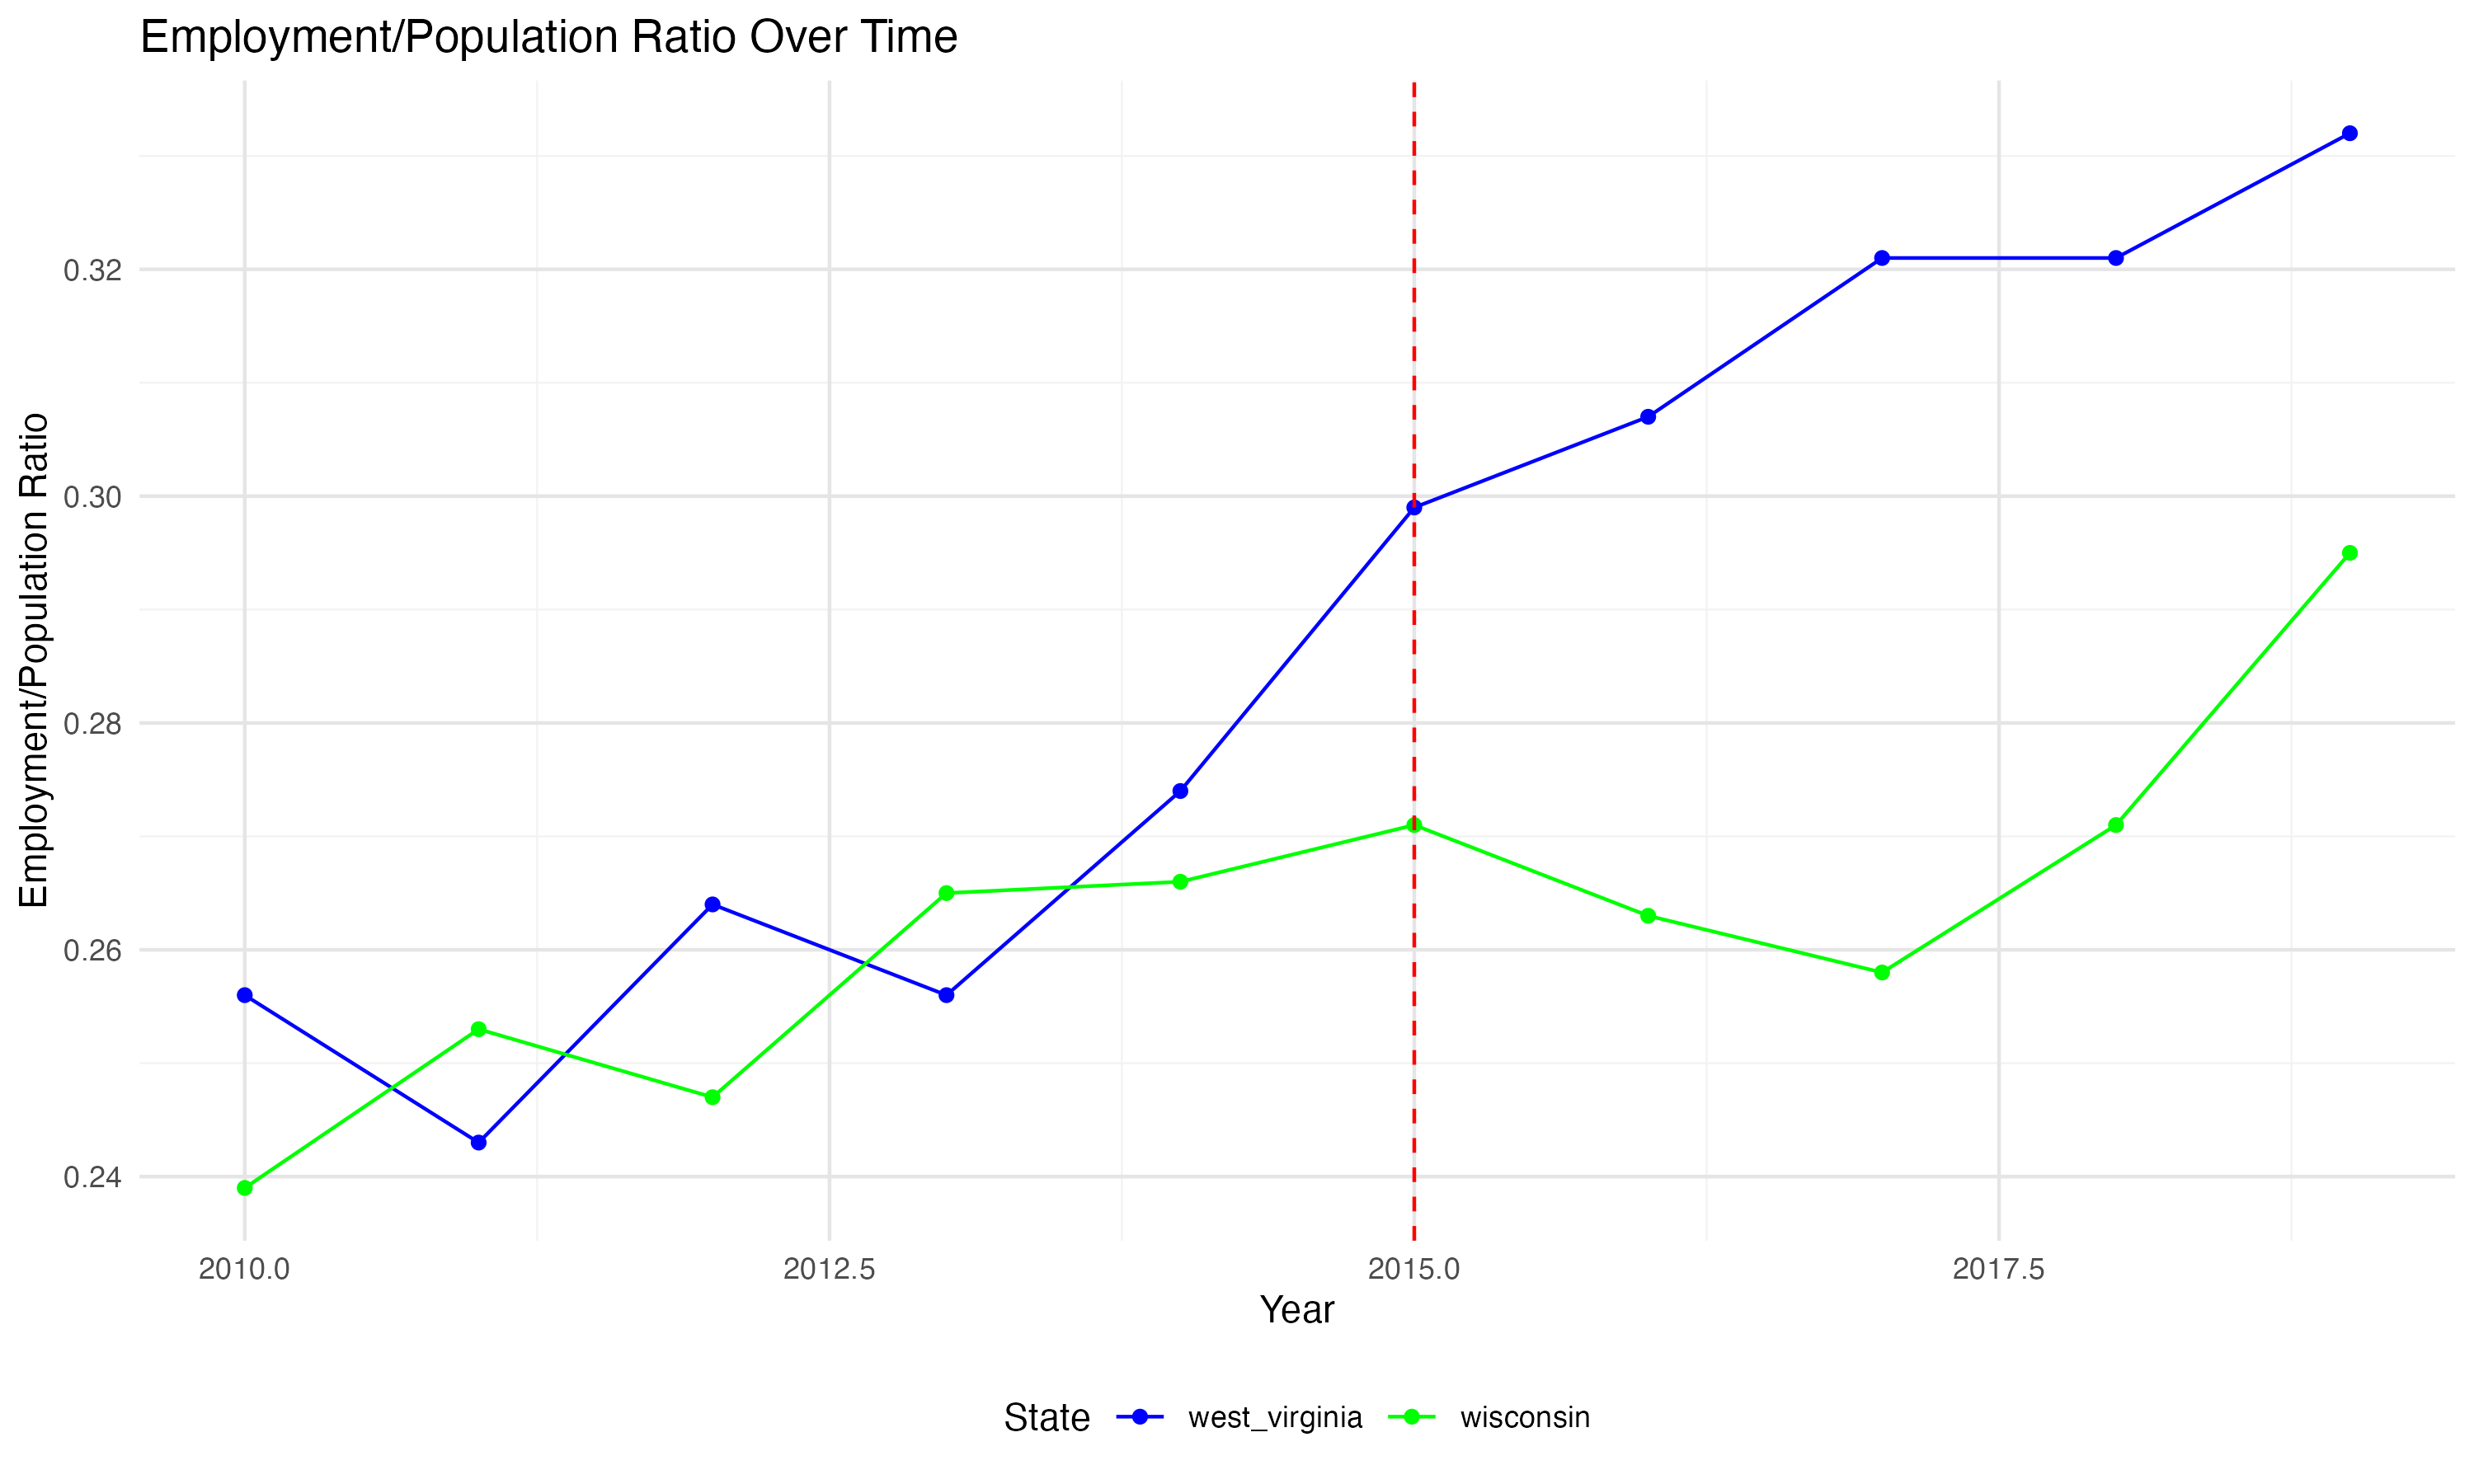 Employment/Population Ratio Over Time
Employment/Population Ratio
0.32
0.30
0.28
0.26
0.24
2010.0 2012.5 2015.0 2017.5
Year
State west_virginia wisconsin